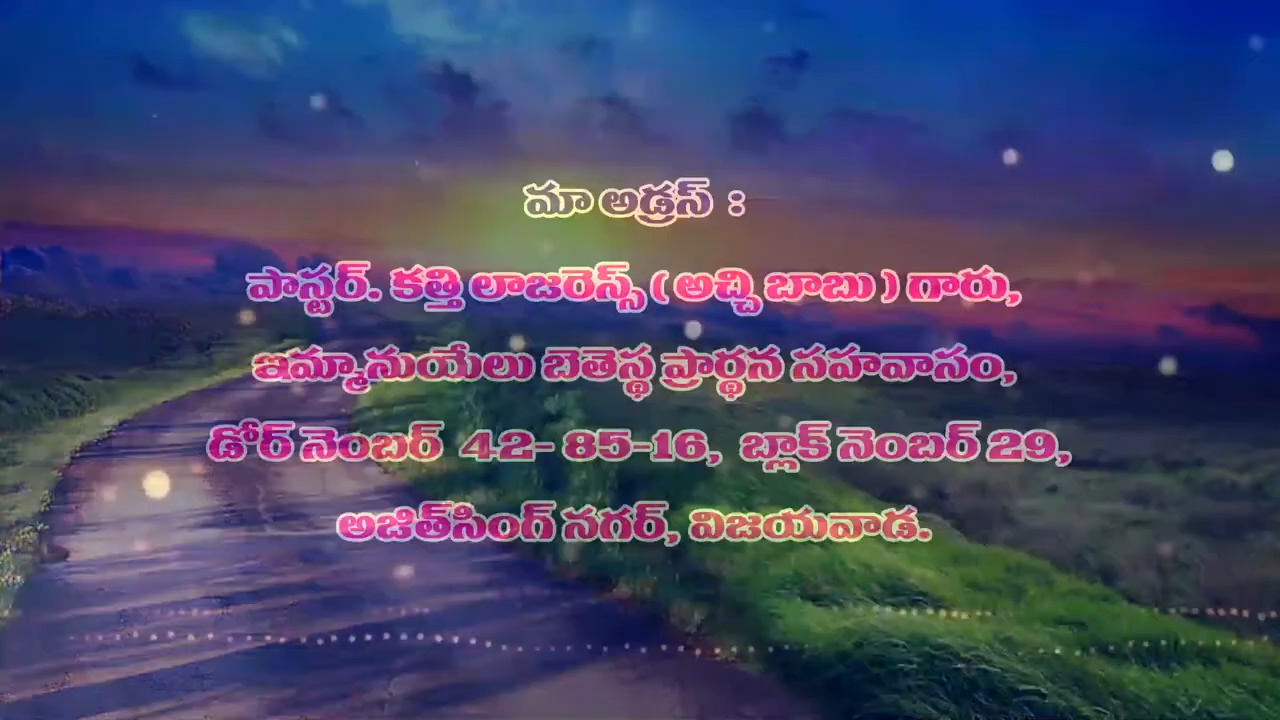 మా అడ్రస్ :
పాస్టర్. కత్తి లాజరెన్స్ ( అచ్చి బాబు ) గారు,
ఇమ్మానుయేలు బెతెస్థ ప్రార్థన సహవాసం,
డోర్ నెంబర్ 42- 85-16, బ్లాక్ నెంబర్ 29,
అజిత్‌సింగ్ నగర్, విజయవాడ.